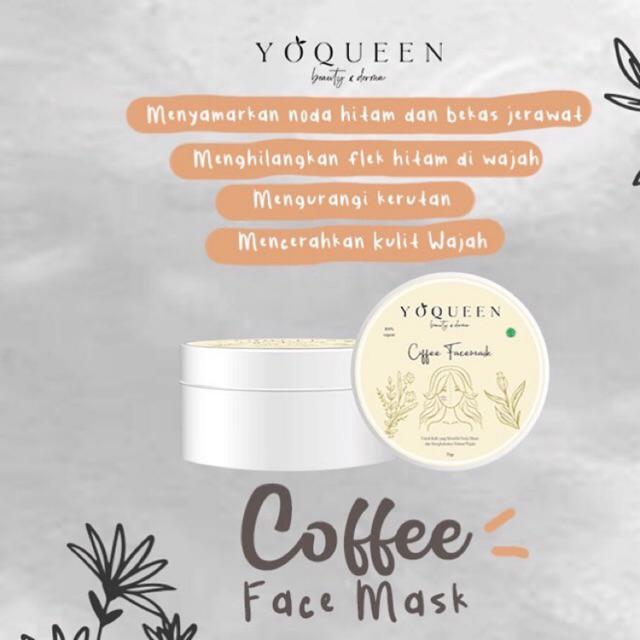 YOQUEEN
beauty & derma
Menyamarkan noda hitam dan bekas jerawat
Menghilangkan flek hitam di wajah
Mengurangi kerutan
Mencerahkan kulit Wajah
YOQUEEN
beauty & derma
Coffee Facemask
Coffee
Face Mask